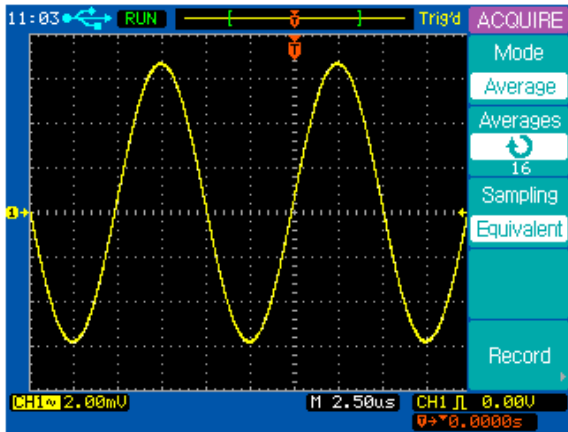 11:03 RUN Trig'd ACQUIRE
T
T
Mode
Average
Averages
16
Sampling
1
Equivalent
Record
CH1∿ 2.00mV M 2.50us CH1 0.00V
T→▼0.0000s